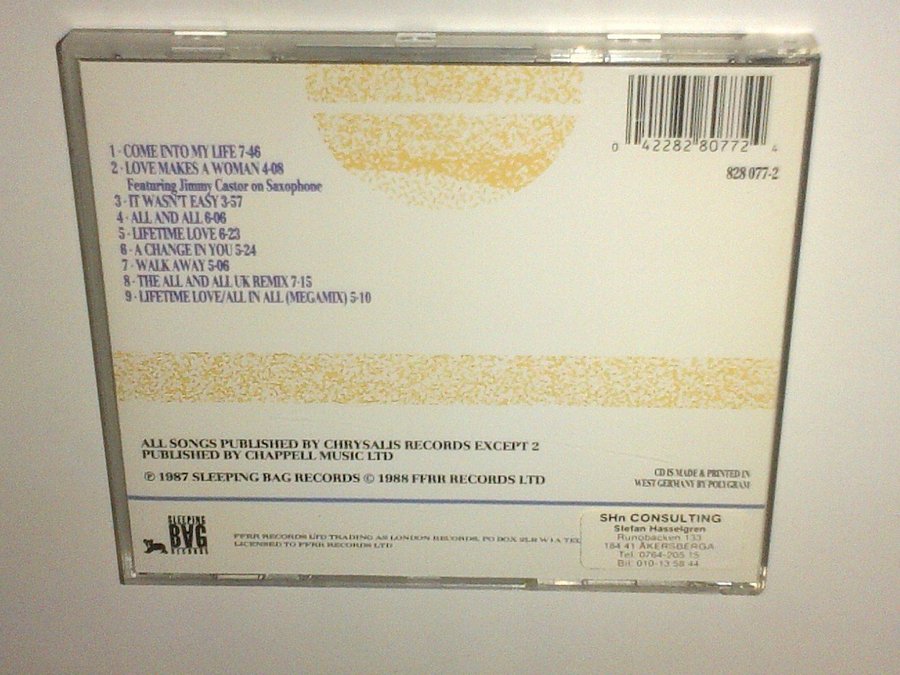 1 · COME INTO MY LIFE 7-46
2 · LOVE MAKES A WOMAN 4-08
Featuring Jimmy Castor on Saxophone
3 · IT WASN'T EASY 3-57
4 · ALL AND ALL 6-06
5 · LIFETIME LOVE 6-23
6 · A CHANGE IN YOU 5-24
7 · WALK AWAY 5-06
8 · THE ALL AND ALL UK REMIX 7-15
9 · LIFETIME LOVE/ALL IN ALL (MEGAMIX) 5-10
0 42282 80772 4
828 077-2
ALL SONGS PUBLISHED BY CHRYSALIS RECORDS EXCEPT 2
PUBLISHED BY CHAPPELL MUSIC LTD
℗ 1987 SLEEPING BAG RECORDS © 1988 FFRR RECORDS LTD
CD IS MADE & PRINTED IN
WEST GERMANY BY POLYGRAM
SLEEPING
BAG
RECORDS
FFRR RECORDS LTD TRADING AS LONDON RECORDS, PO BOX 2LB W1A TEL
LICENSED TO FFRR RECORDS LTD
SHn CONSULTING
Stefan Hasselgren
Runöbacken 133
184 41 ÅKERSBERGA
Tel. 0764-205 15
Bil: 010-13 58 44